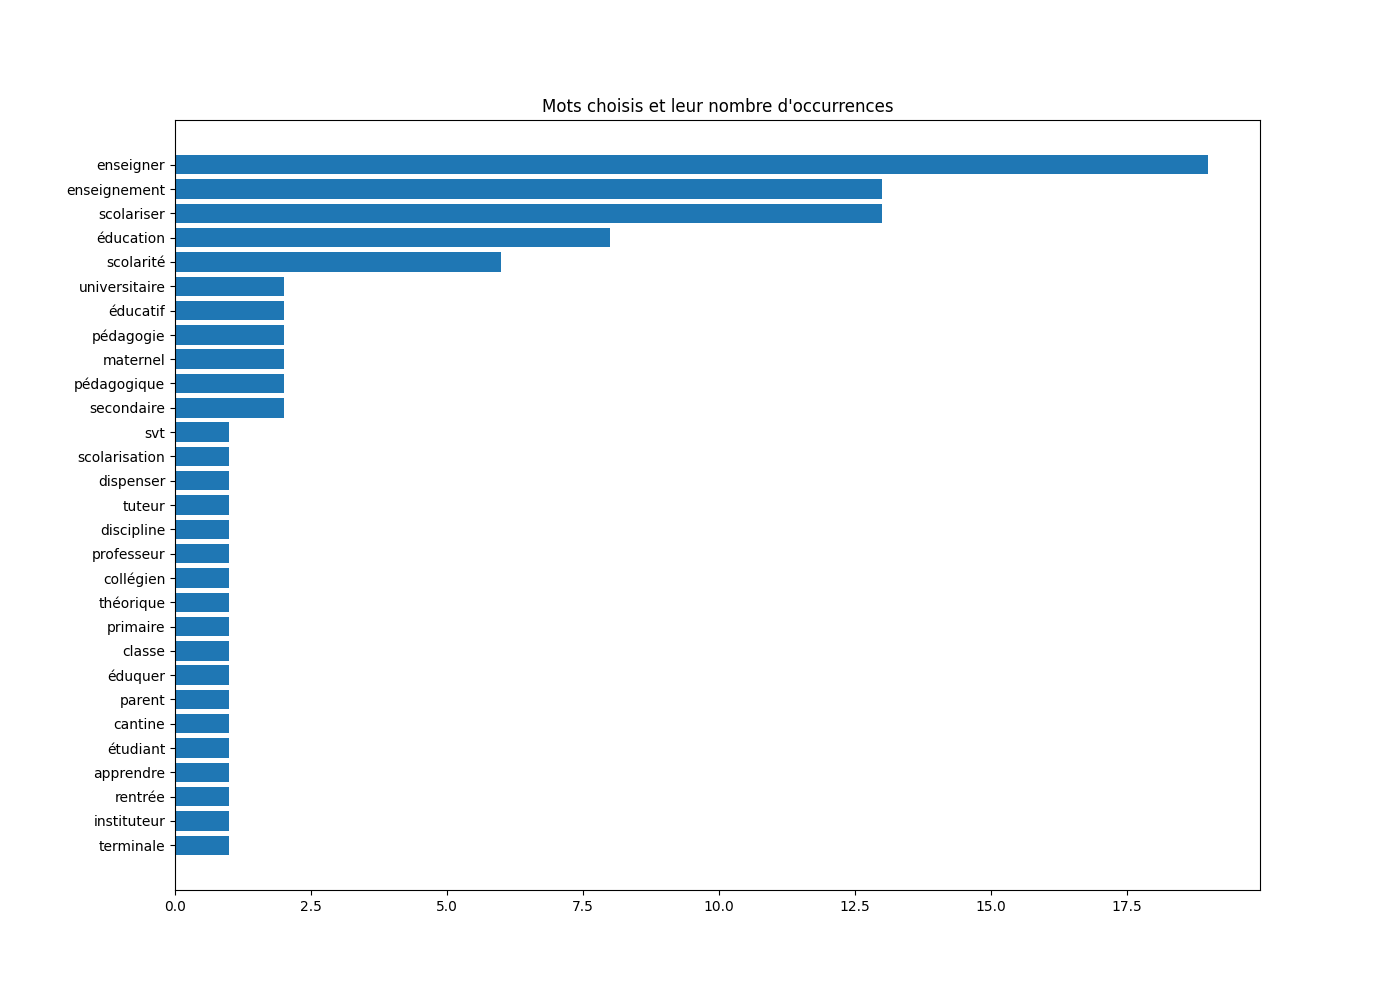 Mots choisis et leur nombre d'occurrences
enseigner
enseignement
scolariser
éducation
scolarité
universitaire
éducatif
pédagogie
maternel
pédagogique
secondaire
svt
scolarisation
dispenser
tuteur
discipline
professeur
collégien
théorique
primaire
classe
éduquer
parent
cantine
étudiant
apprendre
rentrée
instituteur
terminale
0.0 2.5 5.0 7.5 10.0 12.5 15.0 17.5